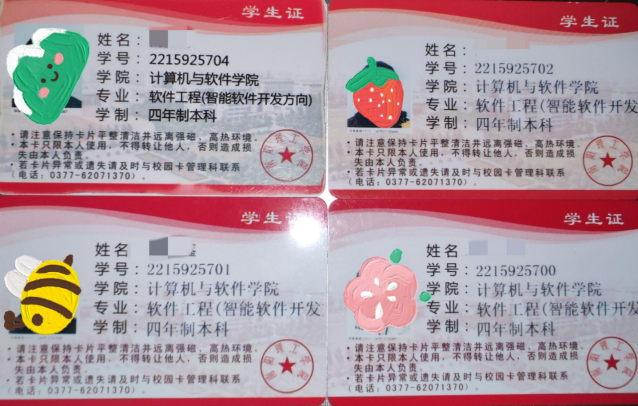 学生证
姓名:
学号: 2215925704
学院: 计算机与软件学院
专业: 软件工程(智能软件开发方向)
学制: 四年制本科
·请注意保持卡片平整清洁并远离强磁、高热环境.
·本卡只限本人使用, 不得转让他人, 否则造成损
失由本人负责.
·若卡片异常或遗失请及时与校园卡管理科联系
(电话: 0377-62071370)
学生证
姓名:
学号: 2215925702
学院: 计算机与软件学院
专业: 软件工程(智能软件开发
学制: 四年制本科
·请注意保持卡片平整清洁并远离强磁、高热环境.
·本卡只限本人使用, 不得转让他人, 否则造成损
失由本人负责.
·若卡片异常或遗失请及时与校园卡管理科联系
(电话: 0377-62071370)
学生证
姓名
学号: 2215925701
学院: 计算机与软件学院
专业: 软件工程(智能软件开发
学制: 四年制本科
·请注意保持卡片平整清洁并远离强磁、高热环境.
·本卡只限本人使用, 不得转让他人, 否则造成损
失由本人负责.
·若卡片异常或遗失请及时与校园卡管理科联系
(电话: 0377-62071370)
学生证
姓名
学号: 2215925700
学院: 计算机与软件学院
专业: 软件工程(智能软件开发
学制: 四年制本科
·请注意保持卡片平整清洁并远离强磁、高热环境.
·本卡只限本人使用, 不得转让他人, 否则造成损
失由本人负责.
·若卡片异常或遗失请及时与校园卡管理科联系
(电话: 0377-62071370)